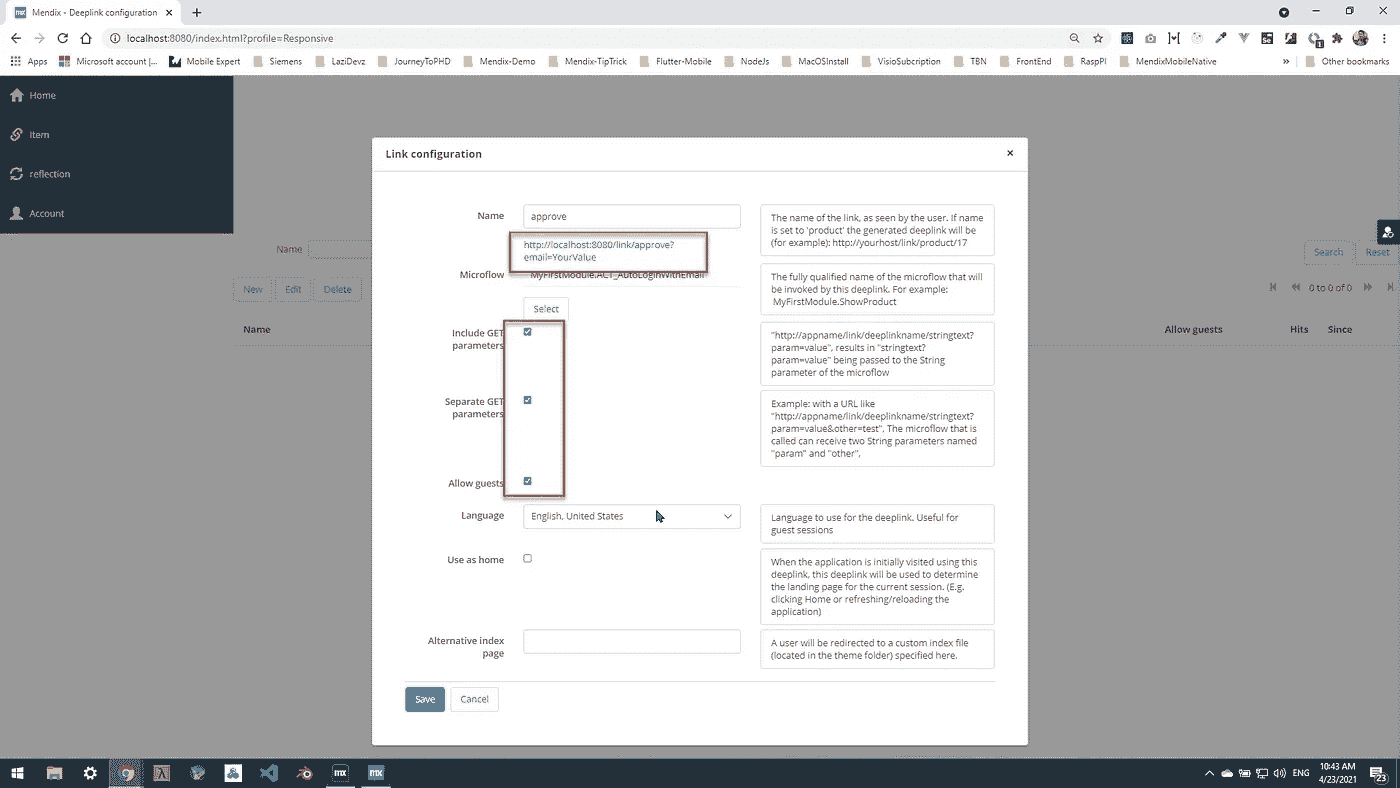 Mendix - Deeplink configuration
localhost:8080/index.html?profile=Responsive
Apps
Microsoft account |...
Mobile Expert
Siemens
LaziDevz
JourneyToPHD
Mendix-Demo
Mendix-TipTrick
Flutter-Mobile
NodeJs
MacOSInstall
VisioSubcription
TBN
FrontEnd
RaspPI
MendixMobileNative
»
Other bookmarks
Home
Item
reflection
Account
Name
Search
Reset
New
Edit
Delete
0 to 0 of 0
Name
Allow guests
Hits
Since
Link configuration
Name
approve
The name of the link, as seen by the user. If name
is set to 'product' the generated deeplink will be
(for example): http://yourhost/link/product/17
http://localhost:8080/link/approve?
email=YourValue
Microflow
MyFirstModule.ACT_AutoLoginWithEmail
The fully qualified name of the microflow that will
be invoked by this deeplink. For example:
MyFirstModule.ShowProduct
Select
Include GET
parameters
"http://appname/link/deeplinkname/stringtext?
param=value", results in "stringtext?
param=value" being passed to the String
parameter of the microflow
Separate GET
parameters
Example: with a URL like
"http://appname/link/deeplinkname/stringtext?
param=value&other=test". The microflow that is
called can receive two String parameters named
"param" and "other",
Allow guests
Language
English, United States
Language to use for the deeplink. Useful for
guest sessions
Use as home
When the application is initially visited using this
deeplink, this deeplink will be used to determine
the landing page for the current session. (E.g.
clicking Home or refreshing/reloading the
application)
Alternative index
page
A user will be redirected to a custom index file
(located in the theme folder) specified here.
Save
Cancel
mx
mx
ENG
10:43 AM
4/23/2021
23